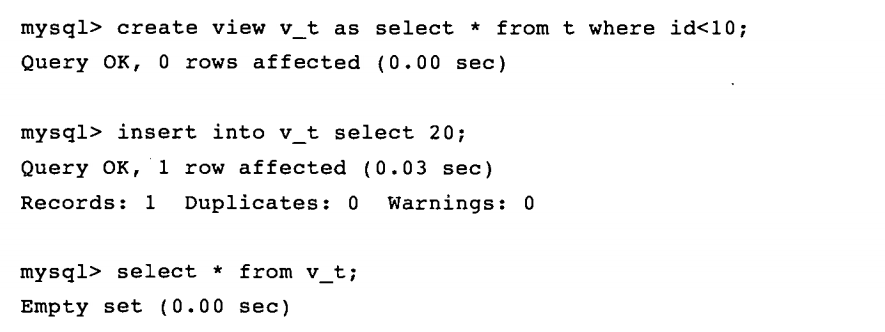 mysql> create view v_t as select * from t where id<10;
Query OK, 0 rows affected (0.00 sec)
mysql> insert into v_t select 20;
Query OK, 1 row affected (0.03 sec)
Records: 1  Duplicates: 0  Warnings: 0
mysql> select * from v_t;
Empty set (0.00 sec)